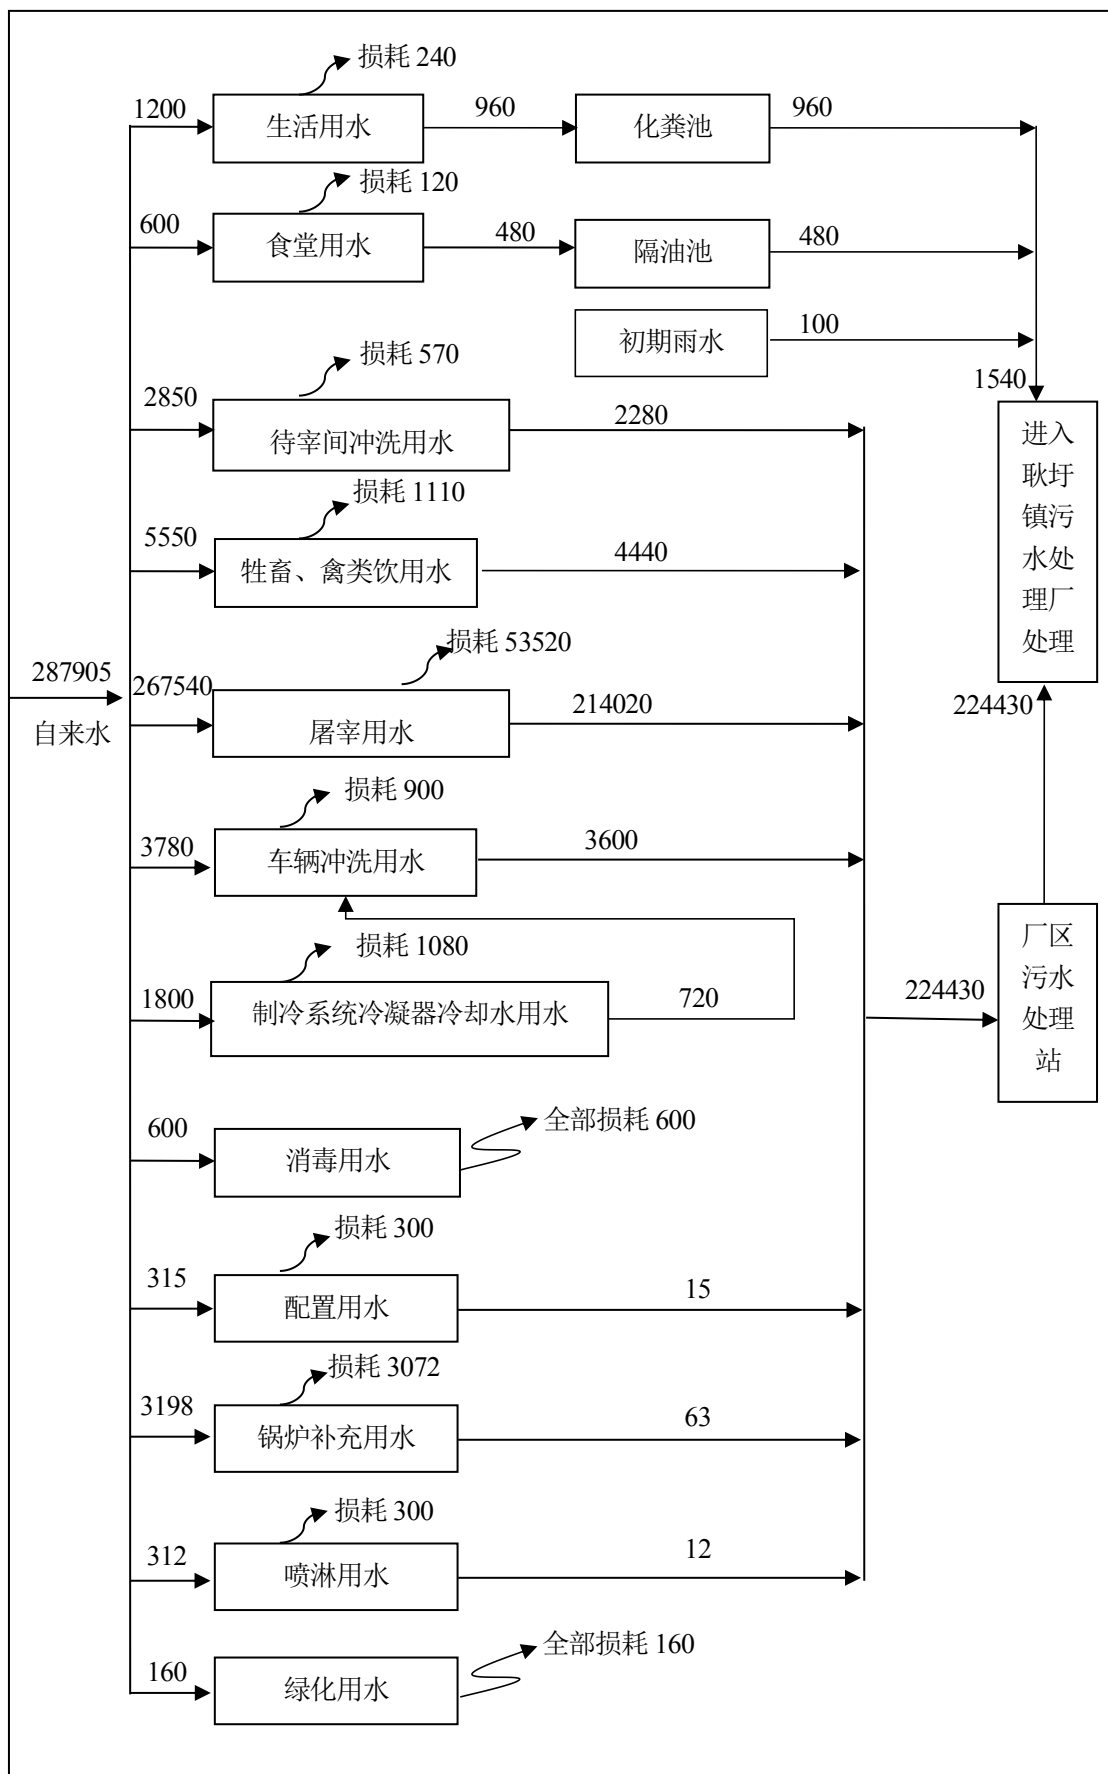 损耗 240
1200
生活用水
960
化粪池
960
损耗 120
600
食堂用水
480
隔油池
480
初期雨水
100
损耗 570
2850
待宰间冲洗用水
2280
1540
进入
耿圩
镇污
水处
理厂
处理
损耗 1110
5550
牲畜、禽类饮用水
4440
287905
自来水
损耗 53520
267540
屠宰用水
214020
224430
损耗 900
3780
车辆冲洗用水
3600
损耗 1080
1800
制冷系统冷凝器冷却水用水
720
224430
厂区
污水
处理
站
600
消毒用水
全部损耗 600
损耗 300
315
配置用水
15
损耗 3072
3198
锅炉补充用水
63
损耗 300
312
喷淋用水
12
160
绿化用水
全部损耗 160